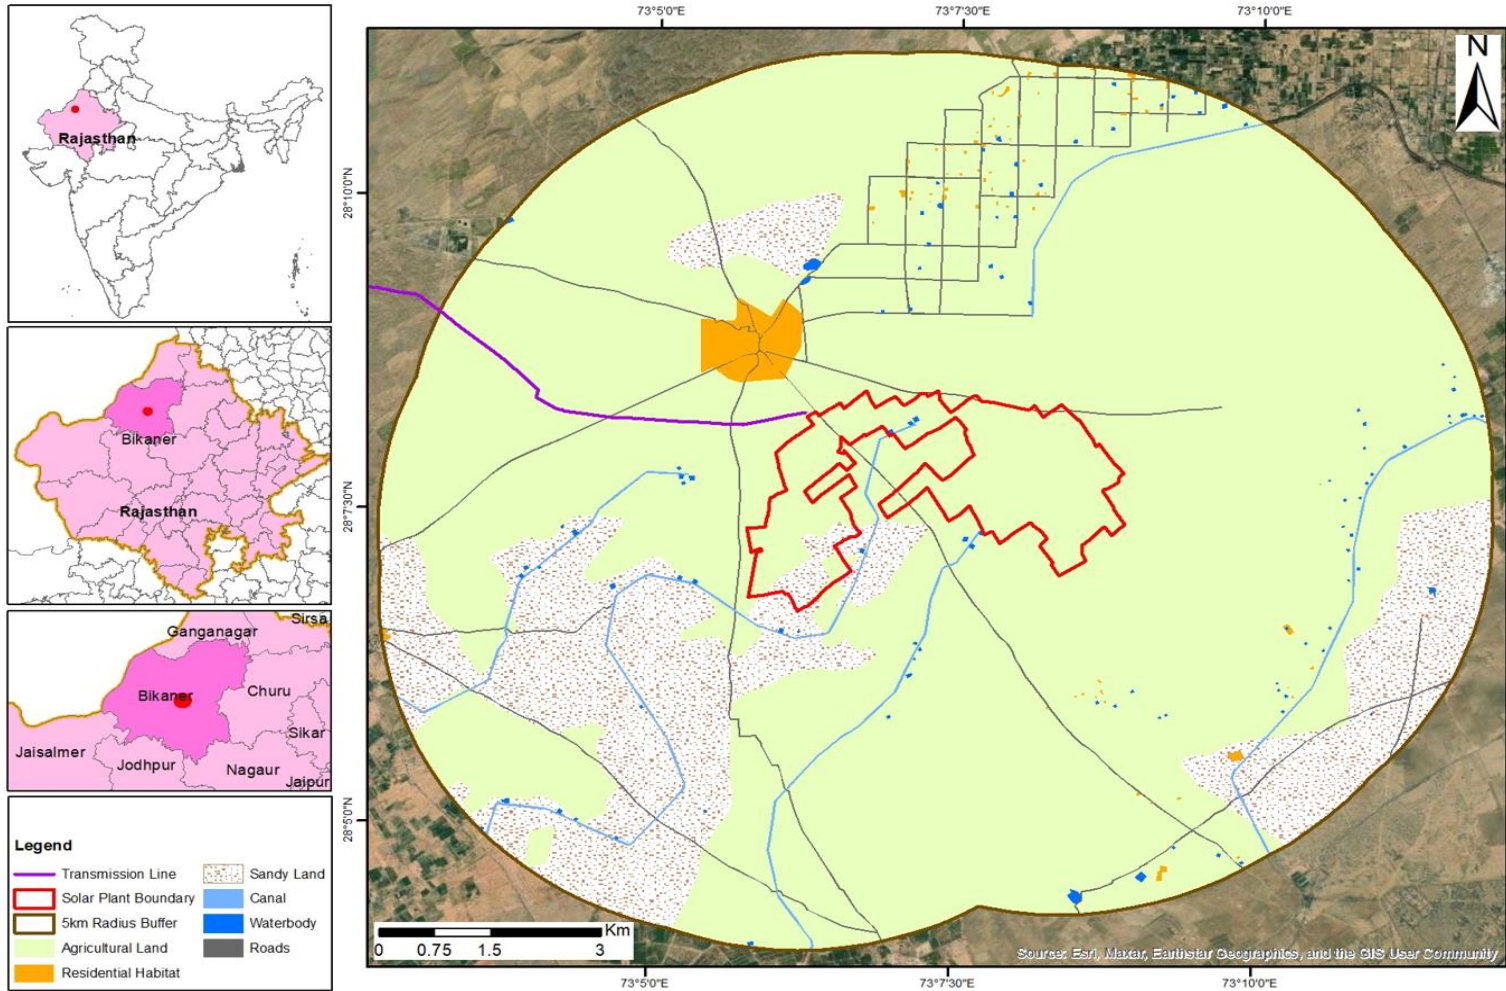 73°5'0"E
73°7'30"E
73°10'0"E
Rajasthan
N
28°10'0"N
28°7'30"N
28°5'0"N
Bikaner
Rajasthan
Sirsa
Ganganagar
Bikaner
Churu
Sikar
Jaisalmer
Jodhpur
Nagaur
Jaipur
Legend
Transmission Line
Solar Plant Boundary
5km Radius Buffer
Agricultural Land
Residential Habitat
Sandy Land
Canal
Waterbody
Roads
Km
0 0.75 1.5 3
Source: Esri, Maxar, Earthstar Geographics, and the GIS User Community
73°5'0"E
73°7'30"E
73°10'0"E